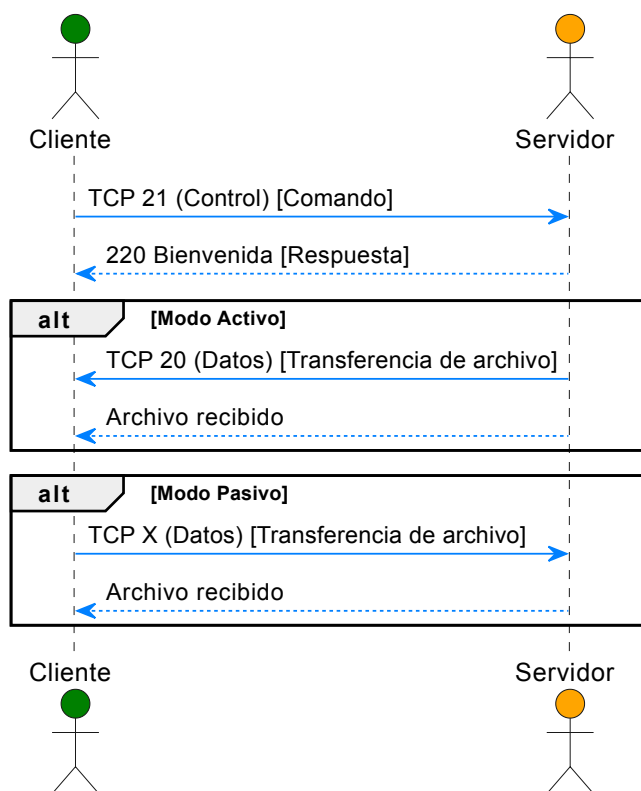 Cliente
Servidor
TCP 21 (Control) [Comando]
220 Bienvenida [Respuesta]
alt [Modo Activo]
TCP 20 (Datos) [Transferencia de archivo]
Archivo recibido
alt [Modo Pasivo]
TCP X (Datos) [Transferencia de archivo]
Archivo recibido
Cliente
Servidor